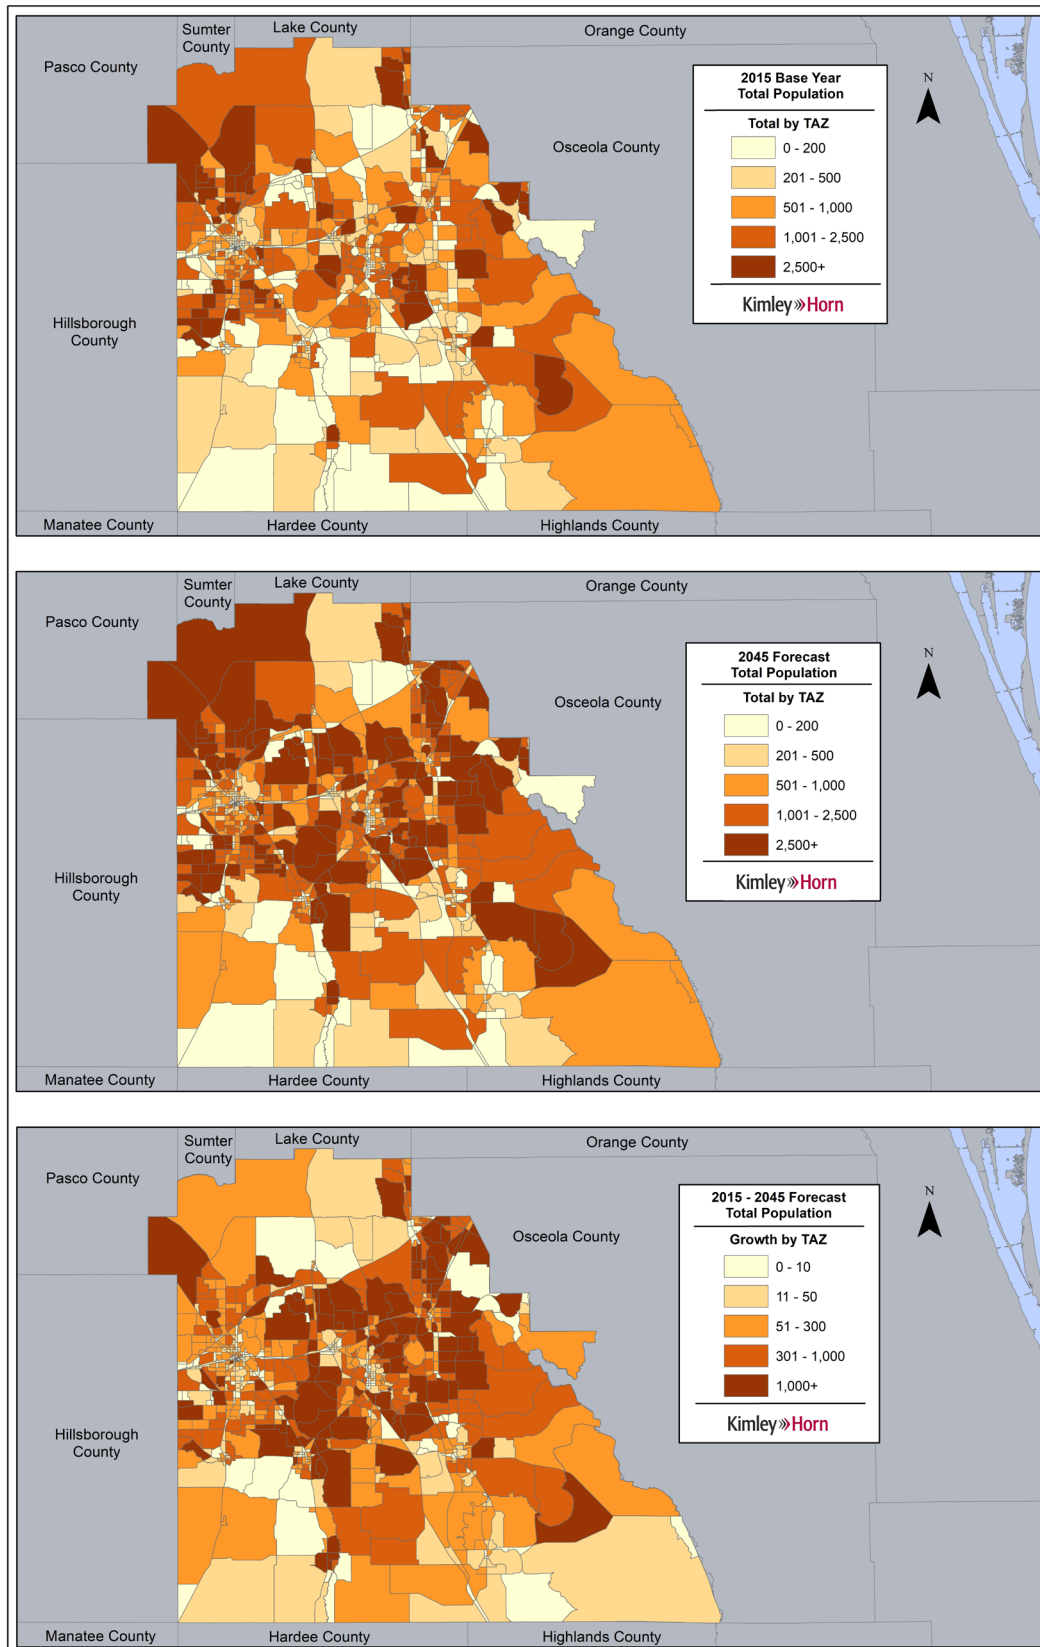 Sumter
County
Lake County
Orange County
Pasco County
Osceola County
Hillsborough
County
Manatee County
Hardee County
Highlands County
2015 Base Year
Total Population
Total by TAZ
0 - 200
201 - 500
501 - 1,000
1,001 - 2,500
2,500+
Kimley»Horn
N
Sumter
County
Lake County
Orange County
Pasco County
Osceola County
Hillsborough
County
Manatee County
Hardee County
Highlands County
2045 Forecast
Total Population
Total by TAZ
0 - 200
201 - 500
501 - 1,000
1,001 - 2,500
2,500+
Kimley»Horn
N
Sumter
County
Lake County
Orange County
Pasco County
Osceola County
Hillsborough
County
Manatee County
Hardee County
Highlands County
2015 - 2045 Forecast
Total Population
Growth by TAZ
0 - 10
11 - 50
51 - 300
301 - 1,000
1,000+
Kimley»Horn
N